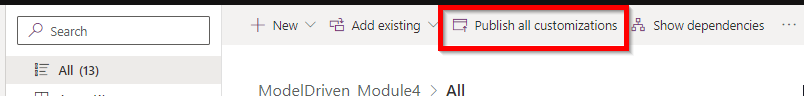 Search
New
Add existing
Publish all customizations
Show dependencies
All (13)
ModelDriven_Module4 > All